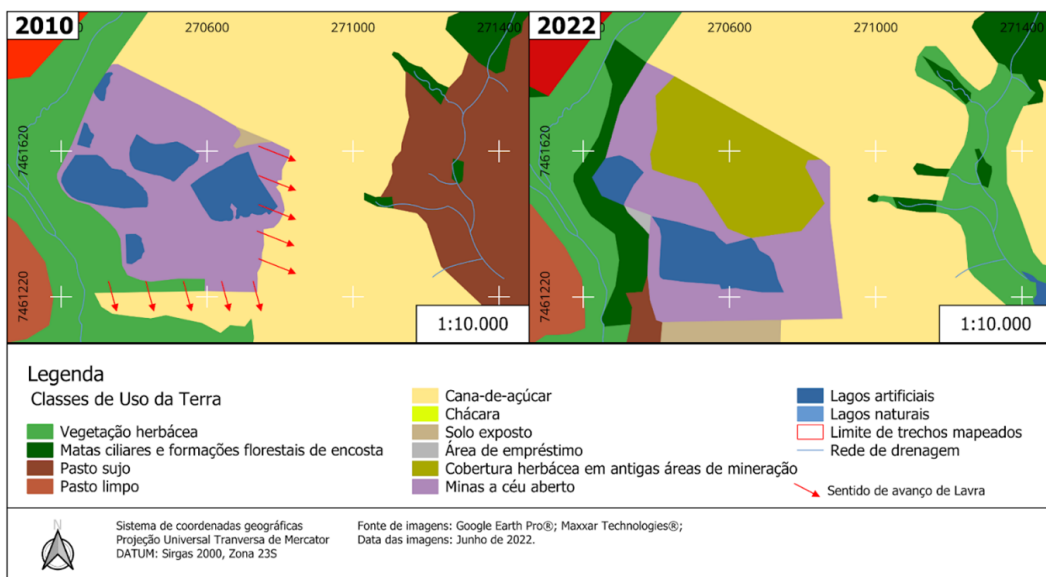 2010
270600
271000
271400
7461620
7461220
1:10.000
2022
270600
271000
271400
7461620
7461220
1:10.000
Legenda
Classes de Uso da Terra
Vegetação herbácea
Matas ciliares e formações florestais de encosta
Pasto sujo
Pasto limpo
Cana-de-açúcar
Chácara
Solo exposto
Área de empréstimo
Cobertura herbácea em antigas áreas de mineração
Minas a céu aberto
Lagos artificiais
Lagos naturais
Limite de trechos mapeados
Rede de drenagem
Sentido de avanço de Lavra
N
Sistema de coordenadas geográficas
Projeção Universal Tranversa de Mercator
DATUM: Sirgas 2000, Zona 23S
Fonte de imagens: Google Earth Pro®; Maxxar Technologies®;
Data das imagens: Junho de 2022.